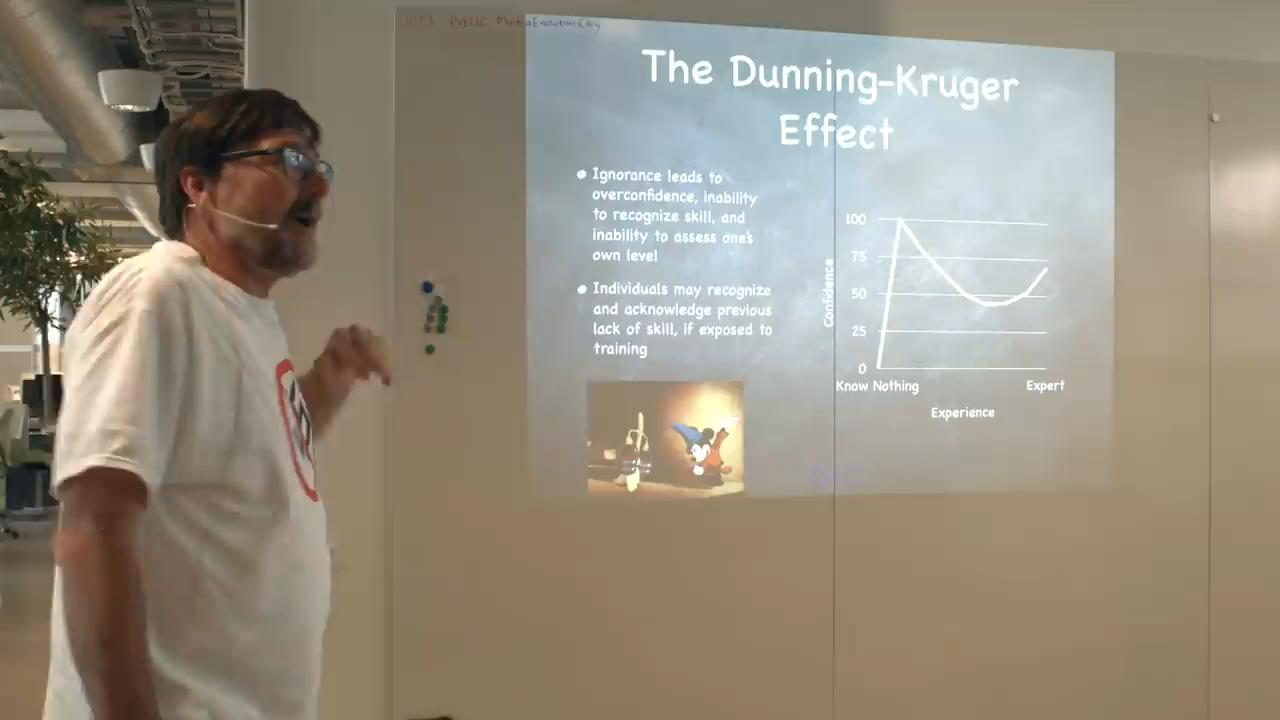 PUBLIC MediaEvolutionCity
The Dunning-Kruger
Effect
Ignorance leads to
overconfidence, inability
to recognize skill, and
inability to assess one's
own level
Individuals may recognize
and acknowledge previous
lack of skill, if exposed to
training
100
75
50
25
0
Confidence
Know Nothing
Expert
Experience